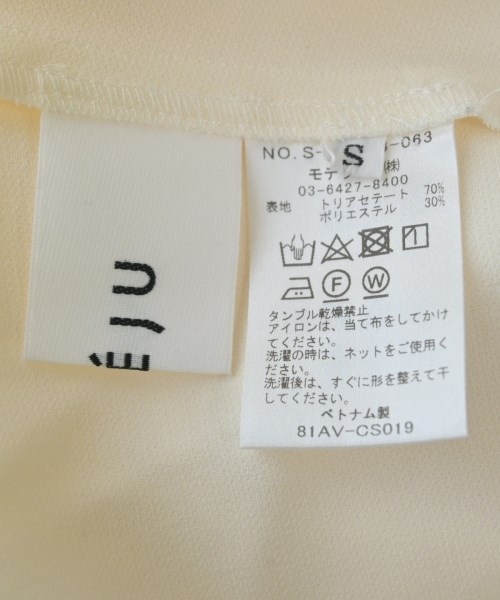 NO. S- -063
S
モデ (株)
03-6427-8400
表地 トリアセテート 70%
ポリエステル 30%
F W
タンブル乾燥禁止
アイロンは、当て布をしてかけ
てください。
洗濯の時は、ネットをご使用く
ださい。
洗濯後は、すぐに形を整えて干
してください。
ベトナム製
81AV-CS019